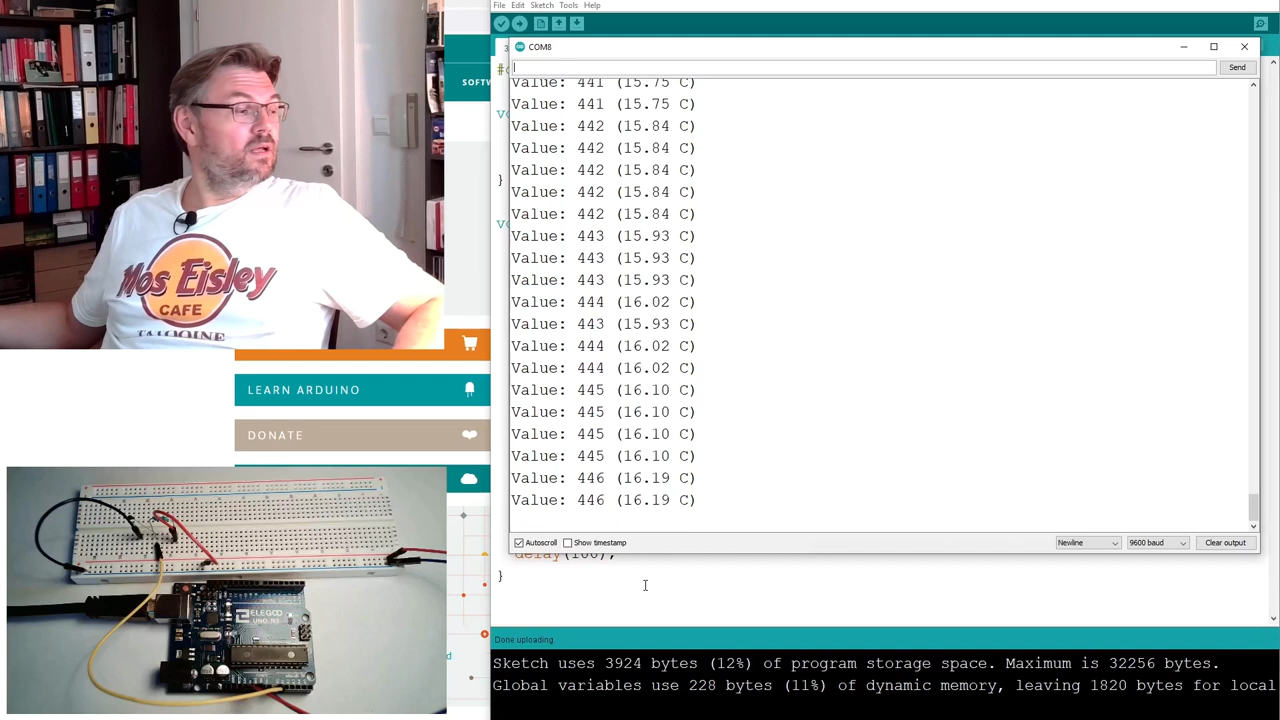 File Edit Sketch Tools Help
COM8
Send
SOFTW
Value: 441 (15.75 C)
Value: 441 (15.75 C)
Value: 442 (15.84 C)
Value: 442 (15.84 C)
Value: 442 (15.84 C)
Value: 442 (15.84 C)
Value: 442 (15.84 C)
Value: 443 (15.93 C)
Value: 443 (15.93 C)
Value: 443 (15.93 C)
Value: 444 (16.02 C)
Value: 443 (15.93 C)
Value: 444 (16.02 C)
Value: 444 (16.02 C)
Value: 445 (16.10 C)
Value: 445 (16.10 C)
Value: 445 (16.10 C)
Value: 445 (16.10 C)
Value: 446 (16.19 C)
Value: 446 (16.19 C)
Autoscroll Show timestamp Newline 9600 baud Clear output
delay(100);
}
}
Done uploading.
Sketch uses 3924 bytes (12%) of program storage space. Maximum is 32256 bytes.
Global variables use 228 bytes (11%) of dynamic memory, leaving 1820 bytes for local
Mos Eisley
CAFE
TATOOINE
LEARN ARDUINO
DONATE
ELEGOO
UNO R3